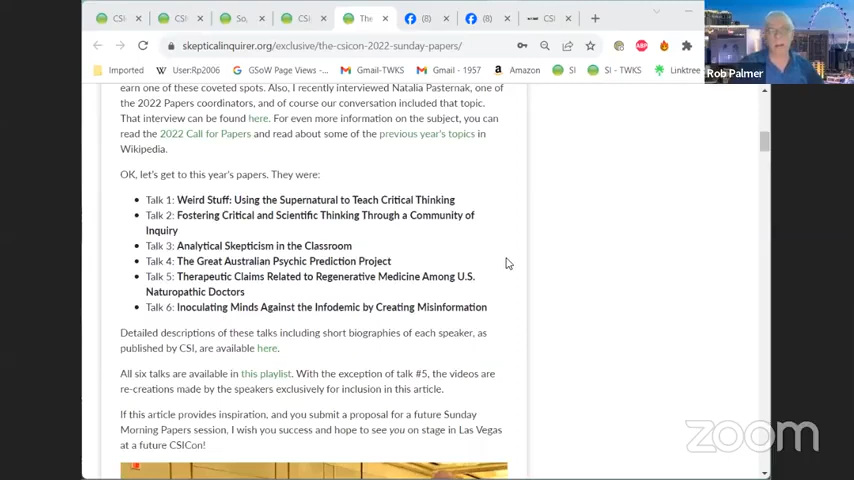 CSI
CSI
So,
CSI
The
(8)
(8)
CSI
skepticalinquirer.org/exclusive/the-csicon-2022-sunday-papers/
ABP
Imported
User:Rp2006
GSoW Page Views -...
Gmail-TWKS
Gmail - 1957
Amazon
SI
SI - TWKS
Linktree
Rob Palmer
earn one of these coveted spots. Also, I recently interviewed Natalia Pasternak, one of
the 2022 Papers coordinators, and of course our conversation included that topic.
That interview can be found here. For even more information on the subject, you can
read the 2022 Call for Papers and read about some of the previous year's topics in
Wikipedia.
OK, let's get to this year's papers. They were:
• Talk 1: Weird Stuff: Using the Supernatural to Teach Critical Thinking
• Talk 2: Fostering Critical and Scientific Thinking Through a Community of
Inquiry
• Talk 3: Analytical Skepticism in the Classroom
• Talk 4: The Great Australian Psychic Prediction Project
• Talk 5: Therapeutic Claims Related to Regenerative Medicine Among U.S.
Naturopathic Doctors
• Talk 6: Inoculating Minds Against the Infodemic by Creating Misinformation
Detailed descriptions of these talks including short biographies of each speaker, as
published by CSI, are available here.
All six talks are available in this playlist. With the exception of talk #5, the videos are
re-creations made by the speakers exclusively for inclusion in this article.
If this article provides inspiration, and you submit a proposal for a future Sunday
Morning Papers session, I wish you success and hope to see you on stage in Las Vegas
at a future CSICon!
zoom